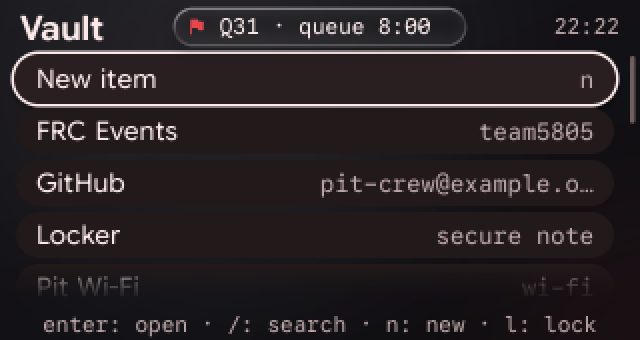 Vault
Q31 · queue 8:00
22:22
New item n
FRC Events team5805
GitHub pit-crew@example.o…
Locker secure note
Pit Wi-Fi wi-fi
enter: open · /: search · n: new · l: lock